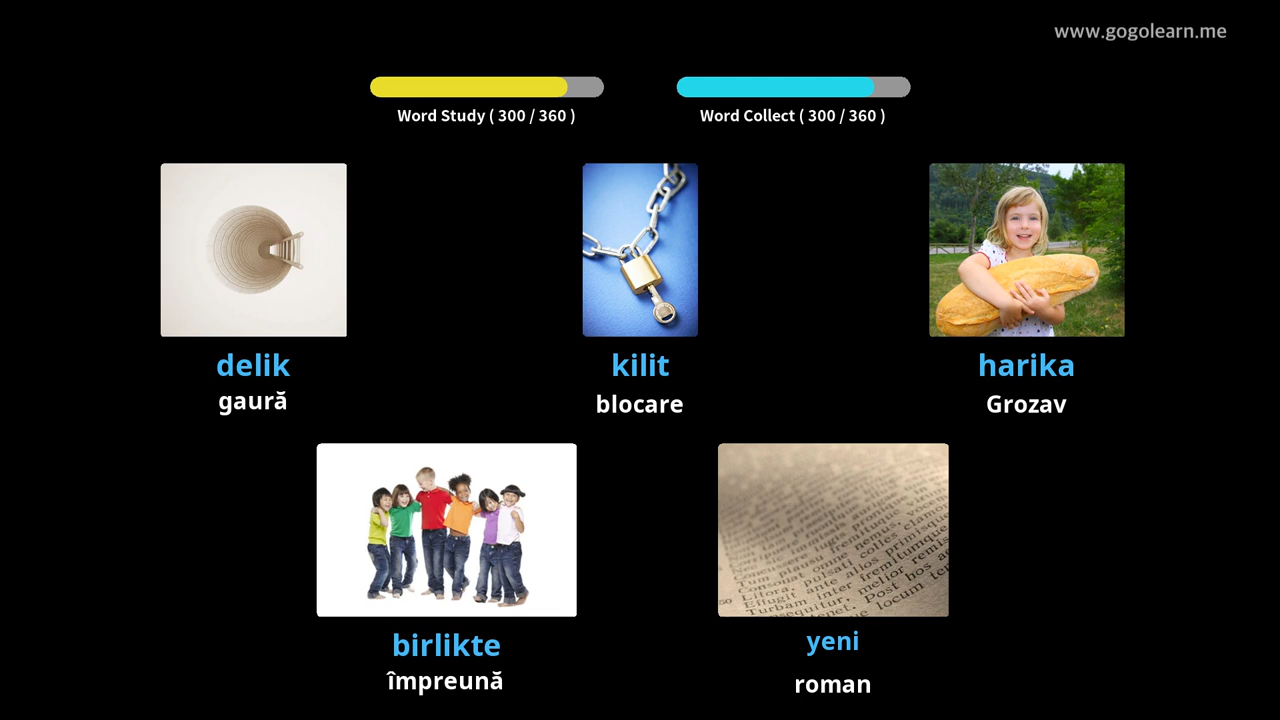 www.gogolearn.me
Word Study ( 300 / 360 )
Word Collect ( 300 / 360 )
delik
gaură
kilit
blocare
harika
Grozav
birlikte
împreună
yeni
roman